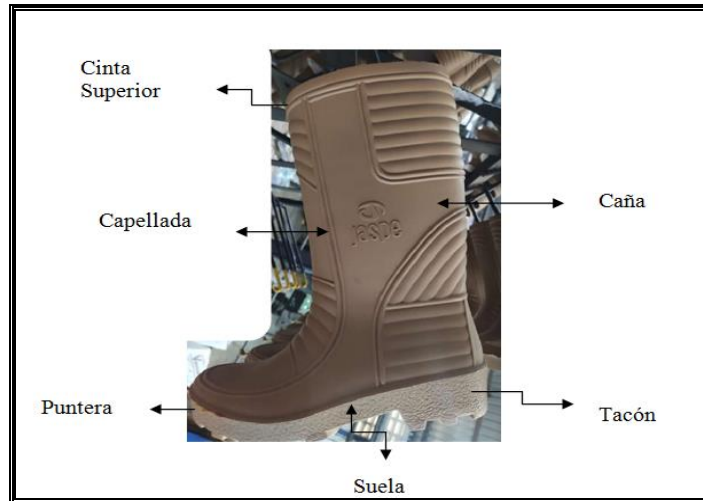 Cinta
Superior
Caña
Capellada
Jaspe
Puntera
Tacón
Suela